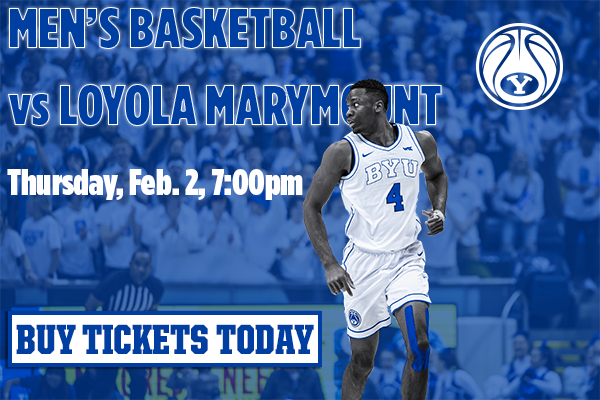 MEN'S BASKETBALL
vs LOYOLA MARYMOUNT
Thursday, Feb. 2, 7:00pm
Y
BYU
4
BUY TICKETS TODAY